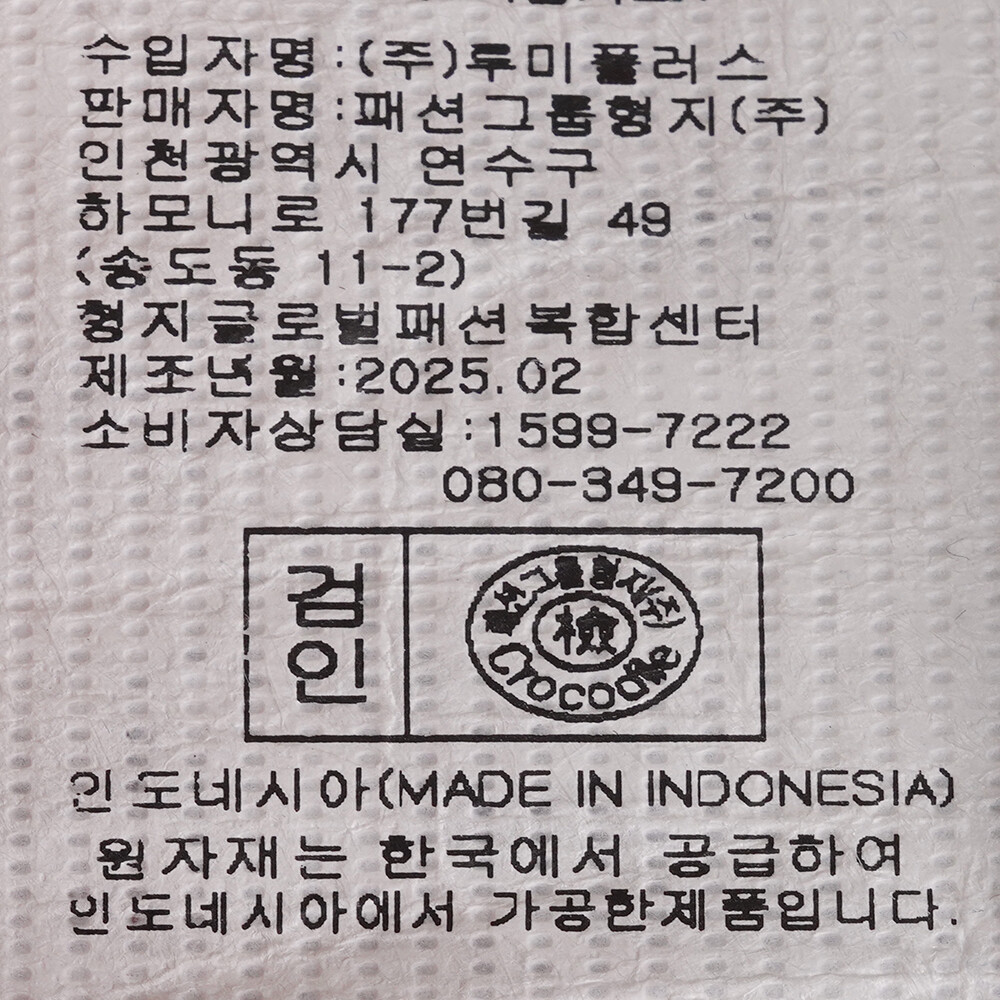 수입자명:(주)루미플러스
판매자명:패션그룹형지(주)
인천광역시 연수구
하모니로 177번길 49
(송도동 11-2)
형지글로벌패션복합센터
제조년월:2025.02
소비자상담실:1599-7222
080-349-7200
검인
패션그룹형지(주)
檢
Crocodile
인도네시아(MADE IN INDONESIA)
원자재는 한국에서 공급하여
인도네시아에서 가공한제품입니다.